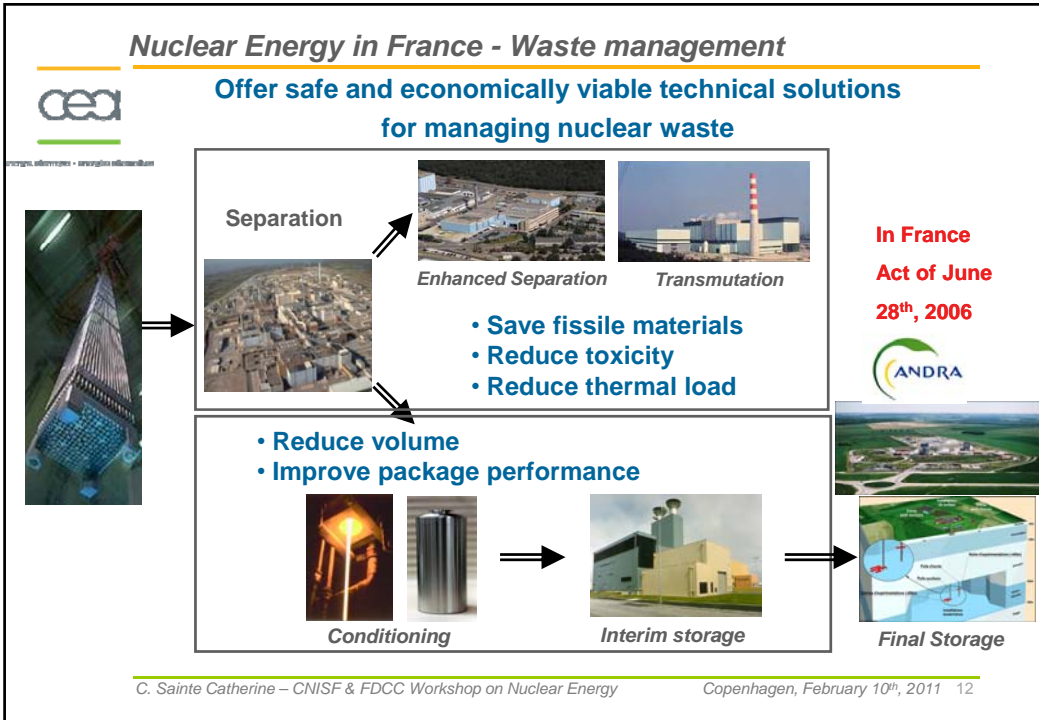 Nuclear Energy in France - Waste management
cea
Offer safe and economically viable technical solutions
for managing nuclear waste
Separation
Enhanced Separation
Transmutation
• Save fissile materials
• Reduce toxicity
• Reduce thermal load
In France
Act of June
28th, 2006
ANDRA
• Reduce volume
• Improve package performance
Conditioning
Interim storage
Final Storage
C. Sainte Catherine – CNISF & FDCC Workshop on Nuclear Energy
Copenhagen, February 10th, 2011 12